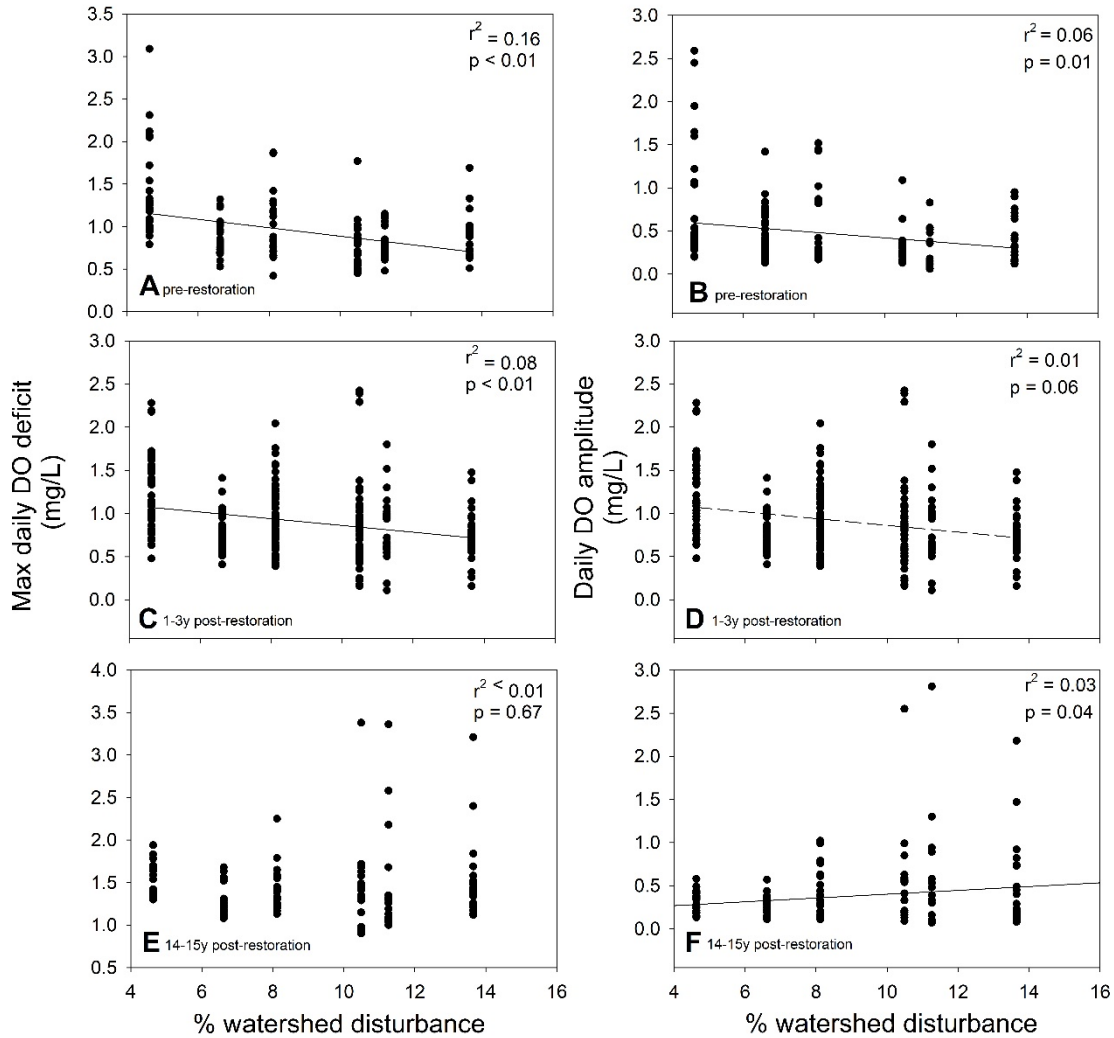 Max daily DO deficit
(mg/L)
Daily DO amplitude
(mg/L)
3.5
3.0
2.5
2.0
1.5
1.0
0.5
0.0
r² = 0.16
p < 0.01
A pre-restoration
3.0
2.5
2.0
1.5
1.0
0.5
0.0
r² = 0.06
p = 0.01
B pre-restoration
3.0
2.5
2.0
1.5
1.0
0.5
0.0
r² = 0.08
p < 0.01
C 1-3y post-restoration
3.0
2.5
2.0
1.5
1.0
0.5
0.0
r² = 0.01
p = 0.06
D 1-3y post-restoration
4.0
3.5
3.0
2.5
2.0
1.5
1.0
0.5
r² < 0.01
p = 0.67
E 14-15y post-restoration
4 6 8 10 12 14 16
% watershed disturbance
3.0
2.5
2.0
1.5
1.0
0.5
0.0
r² = 0.03
p = 0.04
F 14-15y post-restoration
4 6 8 10 12 14 16
% watershed disturbance